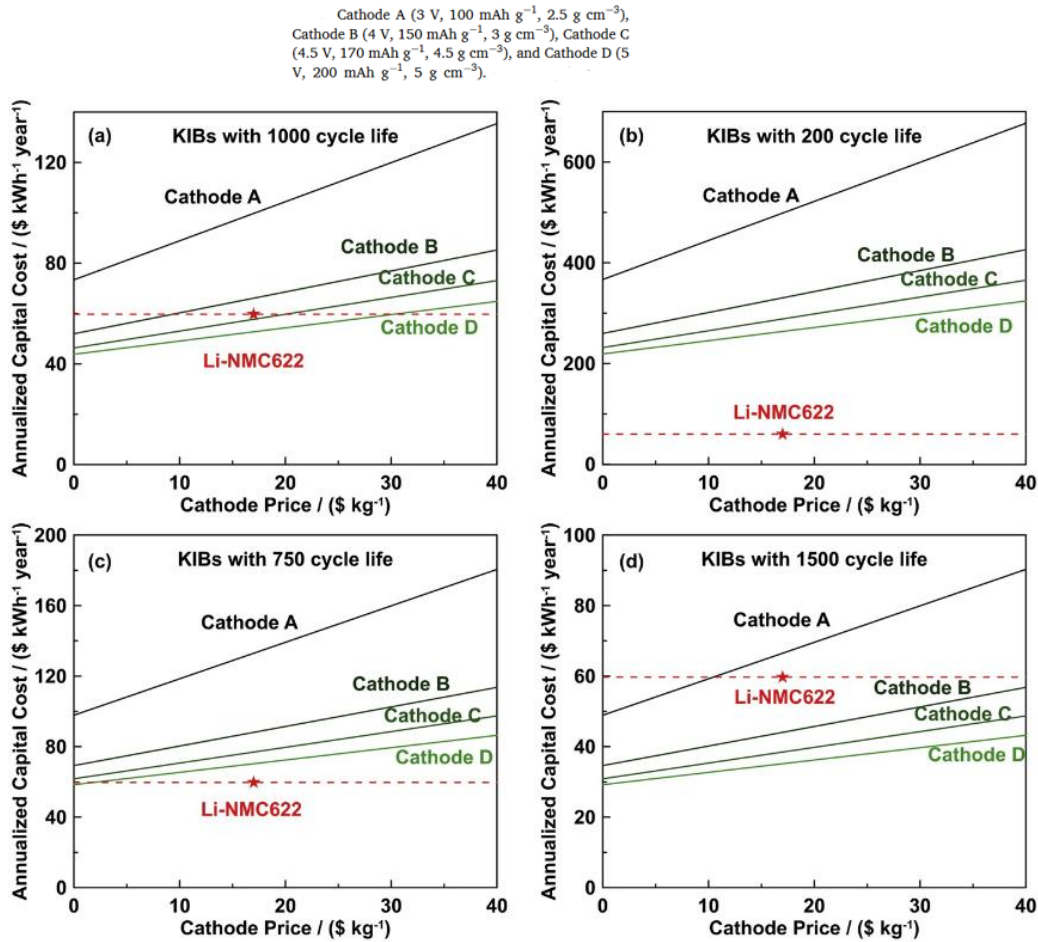 Cathode A (3 V, 100 mAh g⁻¹, 2.5 g cm⁻³),
Cathode B (4 V, 150 mAh g⁻¹, 3 g cm⁻³), Cathode C
(4.5 V, 170 mAh g⁻¹, 4.5 g cm⁻³), and Cathode D (5
V, 200 mAh g⁻¹, 5 g cm⁻³).
Annualized Capital Cost / ($ kWh⁻¹ year⁻¹)
(a) KIBs with 1000 cycle life
120
80
40
0
Cathode A
Cathode B
Cathode C
Cathode D
Li-NMC622
0 10 20 30 40
Cathode Price / ($ kg⁻¹)
Annualized Capital Cost / ($ kWh⁻¹ year⁻¹)
(b) KIBs with 200 cycle life
600
400
200
0
Cathode A
Cathode B
Cathode C
Cathode D
Li-NMC622
0 10 20 30 40
Cathode Price / ($ kg⁻¹)
Annualized Capital Cost / ($ kWh⁻¹ year⁻¹)
(c) KIBs with 750 cycle life
200
160
120
80
40
0
Cathode A
Cathode B
Cathode C
Cathode D
Li-NMC622
0 10 20 30 40
Cathode Price / ($ kg⁻¹)
Annualized Capital Cost / ($ kWh⁻¹ year⁻¹)
(d) KIBs with 1500 cycle life
100
80
60
40
20
0
Cathode A
Li-NMC622
Cathode B
Cathode C
Cathode D
0 10 20 30 40
Cathode Price / ($ kg⁻¹)